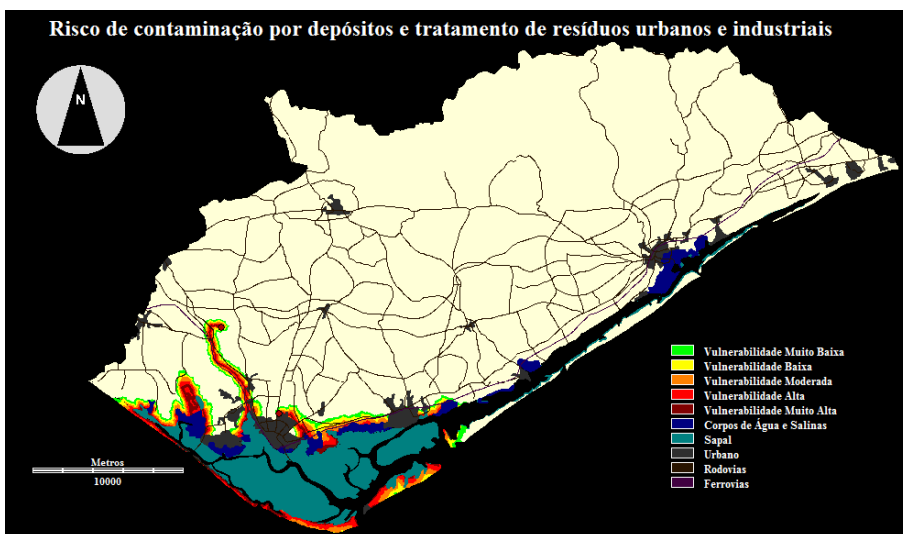 Risco de contaminação por depósitos e tratamento de resíduos urbanos e industriais
N
Vulnerabilidade Muito Baixa
Vulnerabilidade Baixa
Vulnerabilidade Moderada
Vulnerabilidade Alta
Vulnerabilidade Muito Alta
Corpos de Água e Salinas
Sapal
Urbano
Rodovias
Ferrovias
Metros
10000